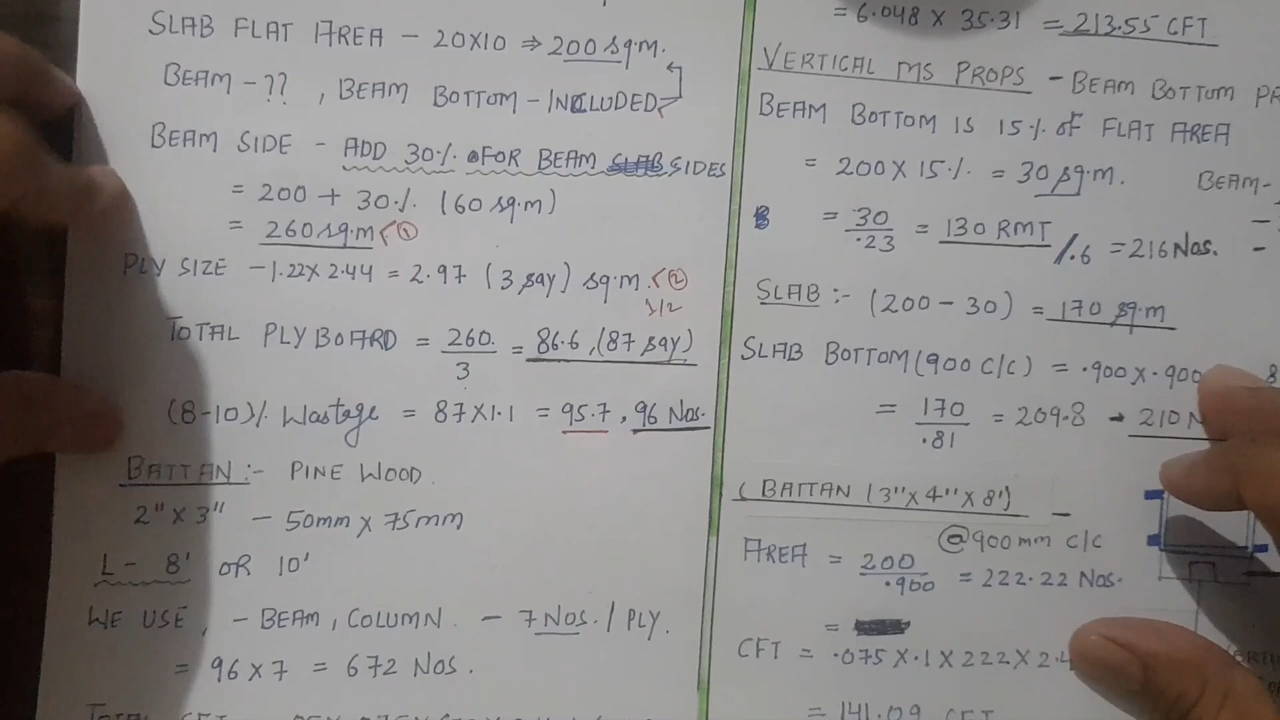 SLAB FLAT AREA - 20X10 ⇒ 200 sq.m.
BEAM - ?? , BEAM BOTTOM - INCLUDED
BEAM SIDE - ADD 30%. FOR BEAM SIDES
= 200 + 30%. (60 sq.m)
= 260 sq.m ①
PLY SIZE - 1.22 X 2.44 = 2.97 (3 say) sq.m. ②
1/2
TOTAL PLYBOARD = 260. / 3 = 86.6, (87 say)
(8-10)% Wastage = 87X1.1 = 95.7, 96 Nos.
BATTAN :- PINE WOOD
2" X 3" - 50mm X 75mm
L - 8' OR 10'
WE USE, - BEAM, COLUMN. - 7 NOS. / PLY.
= 96 X 7 = 672 Nos.
= 6.048 X 35.31 = 213.55 CFT
VERTICAL MS PROPS - BEAM BOTTOM
BEAM BOTTOM IS 15%. of FLAT AREA
= 200 X 15%. = 30 sq.m.
BEAM-
= 30 / .23 = 130 RMT /.6 = 216 Nos.
SLAB :- (200 - 30) = 170 sq.m
SLAB BOTTOM (900 C/C) = .900 X .900
= 170 / .81 = 209.8 → 210
(BATTAN (3"X 4"X 8') -
@900mm C/C
AREA = 200 / .900 = 222.22 Nos.
=
CFT = .075 X .1 X 222 X
= 141.09 CFT